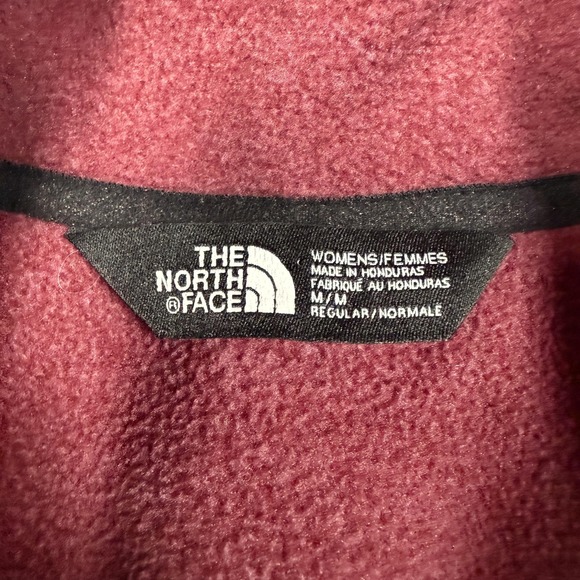 THE
NORTH
®FACE
WOMENS/FEMMES
MADE IN HONDURAS
FABRIQUÉ AU HONDURAS
M/M
REGULAR/NORMALE